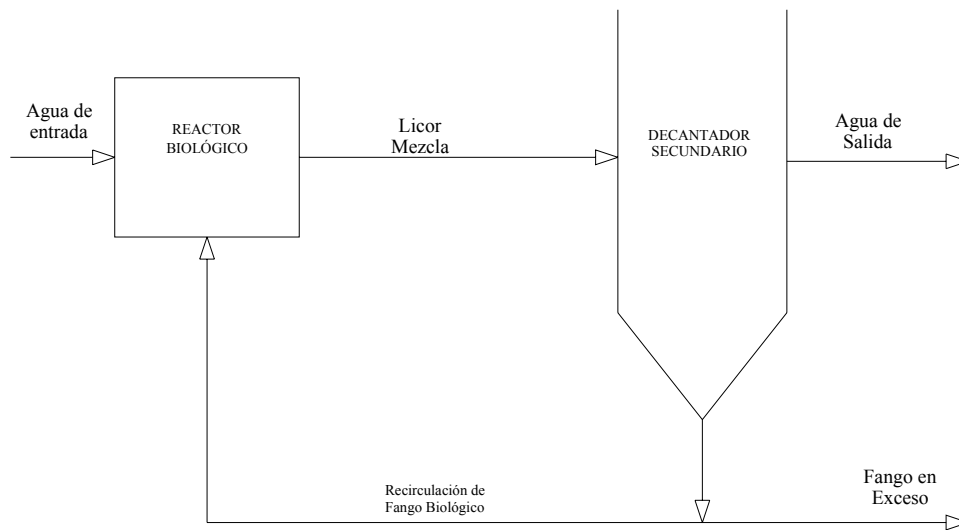 Agua de
entrada
REACTOR
BIOLÓGICO
Licor
Mezcla
DECANTADOR
SECUNDARIO
Agua de
Salida
Recirculación de
Fango Biológico
Fango en
Exceso